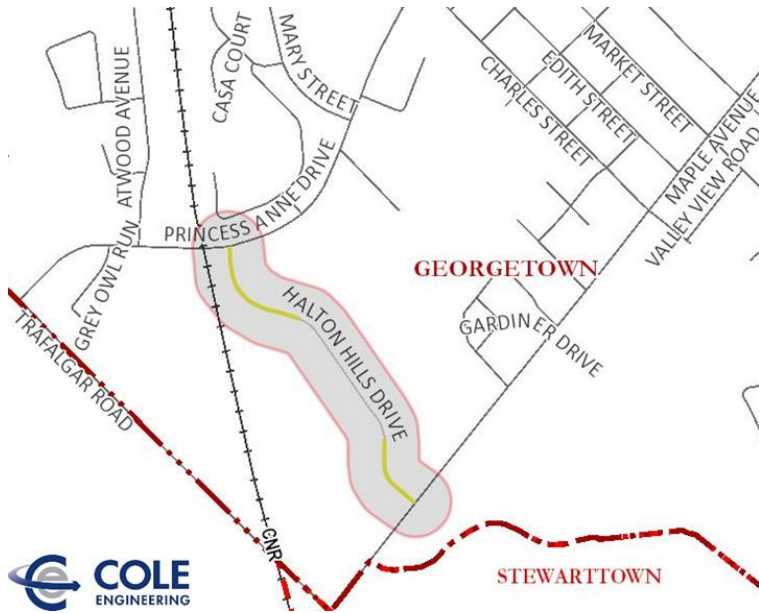 ATWOOD AVENUE
CASA COURT
MARY STREET
MARKET STREET
EDITH STREET
CHARLES STREET
MAPLE AVENUE
VALLEY VIEW ROAD
PRINCESS ANNE DRIVE
GREY OWL RUN
GEORGETOWN
HALTON HILLS DRIVE
GARDINER DRIVE
TRAFALGAR ROAD
CNR
STEWARTTOWN
COLE
ENGINEERING